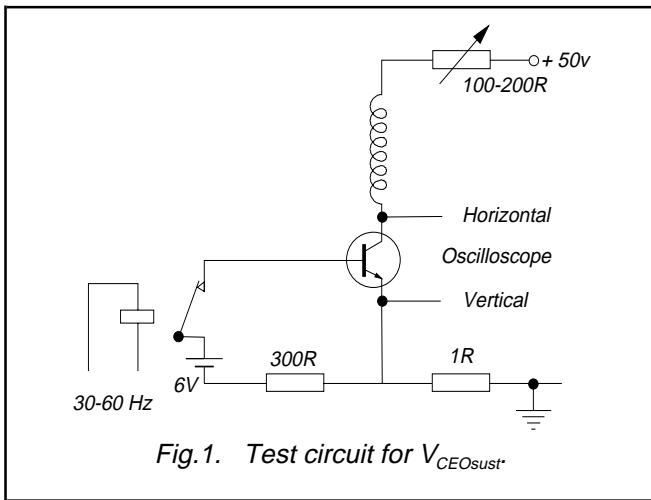 + 50v
100-200R
Horizontal
Oscilloscope
Vertical
300R
1R
6V
30-60 Hz
Fig.1. Test circuit for VCEOsust.